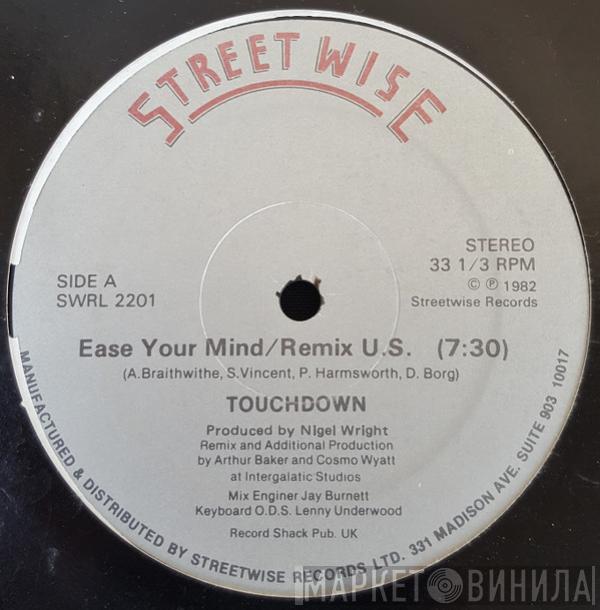 STREETWISE
STEREO
33 1/3 RPM
© ℗ 1982
Streetwise Records
SIDE A
SWRL 2201
Ease Your Mind/Remix U.S. (7:30)
(A.Braithwithe, S.Vincent, P. Harmsworth, D. Borg)
TOUCHDOWN
Produced by Nigel Wright
Remix and Additional Production
by Arthur Baker and Cosmo Wyatt
at Intergalatic Studios
Mix Enginer Jay Burnett
Keyboard O.D.S. Lenny Underwood
Record Shack Pub. UK
MANUFACTURED & DISTRIBUTED BY STREETWISE RECORDS LTD. 331 MADISON AVE. SUITE 903 10017
МАРКЕТ ВИНИЛА